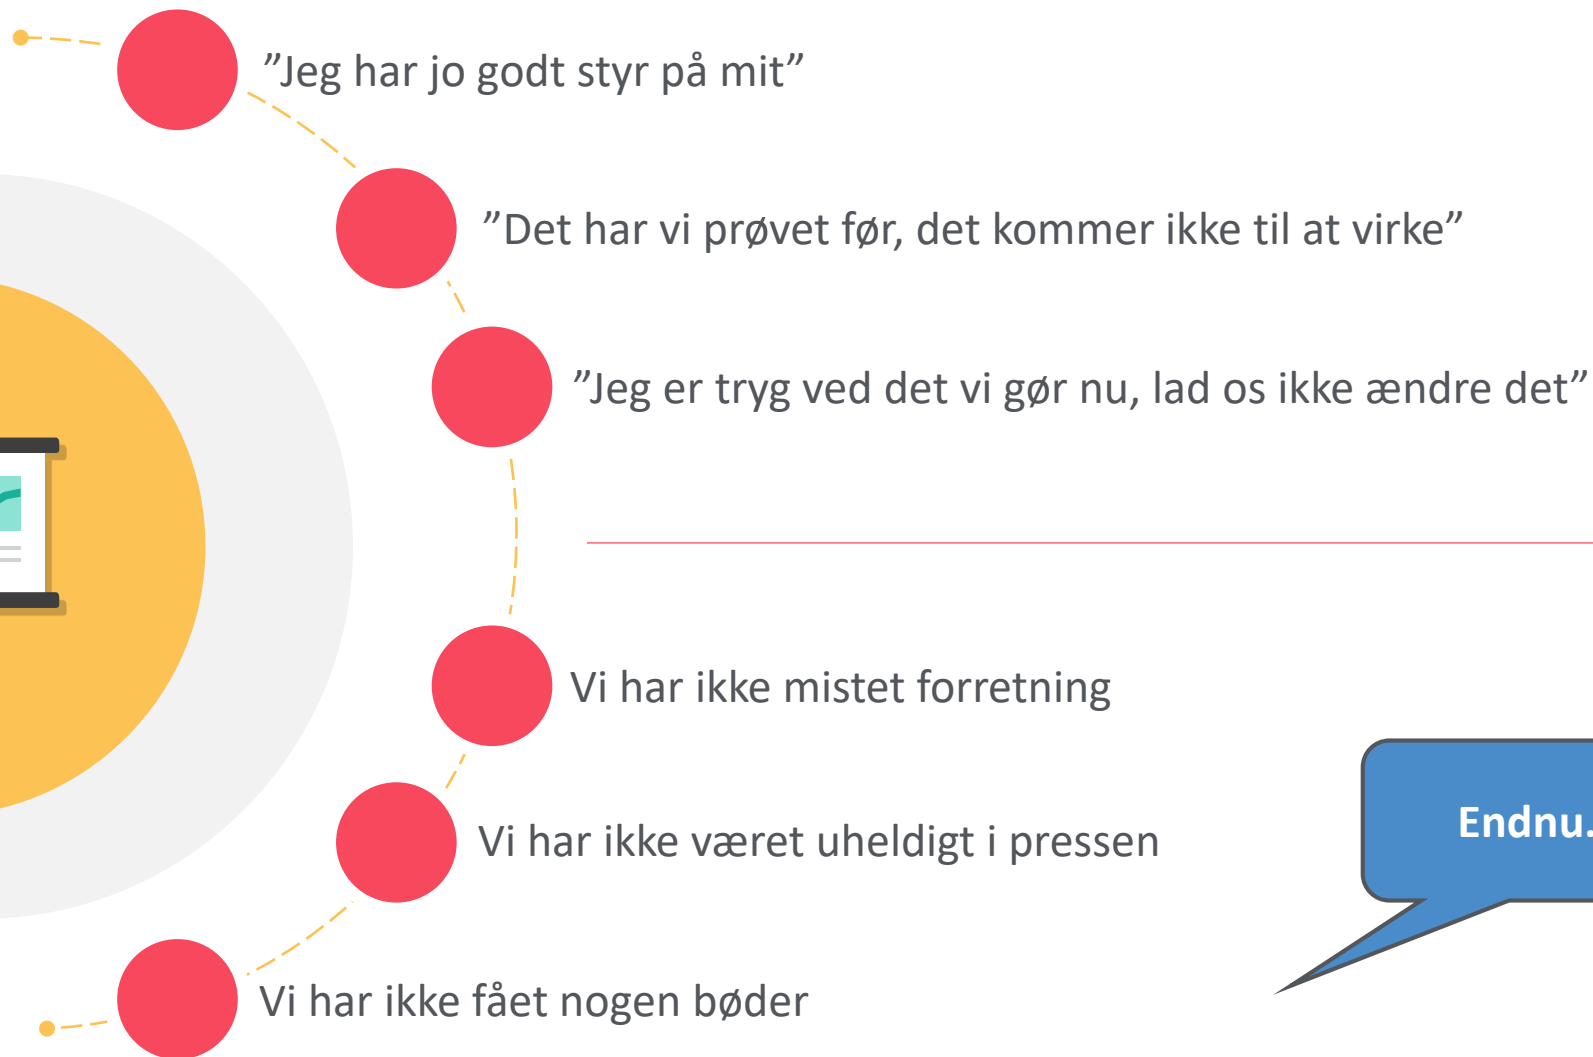 ”Jeg har jo godt styr på mit”
”Det har vi prøvet før, det kommer ikke til at virke”
”Jeg er tryg ved det vi gør nu, lad os ikke ændre det”
Vi har ikke mistet forretning
Endnu.
Vi har ikke været uheldigt i pressen
Vi har ikke fået nogen bøder